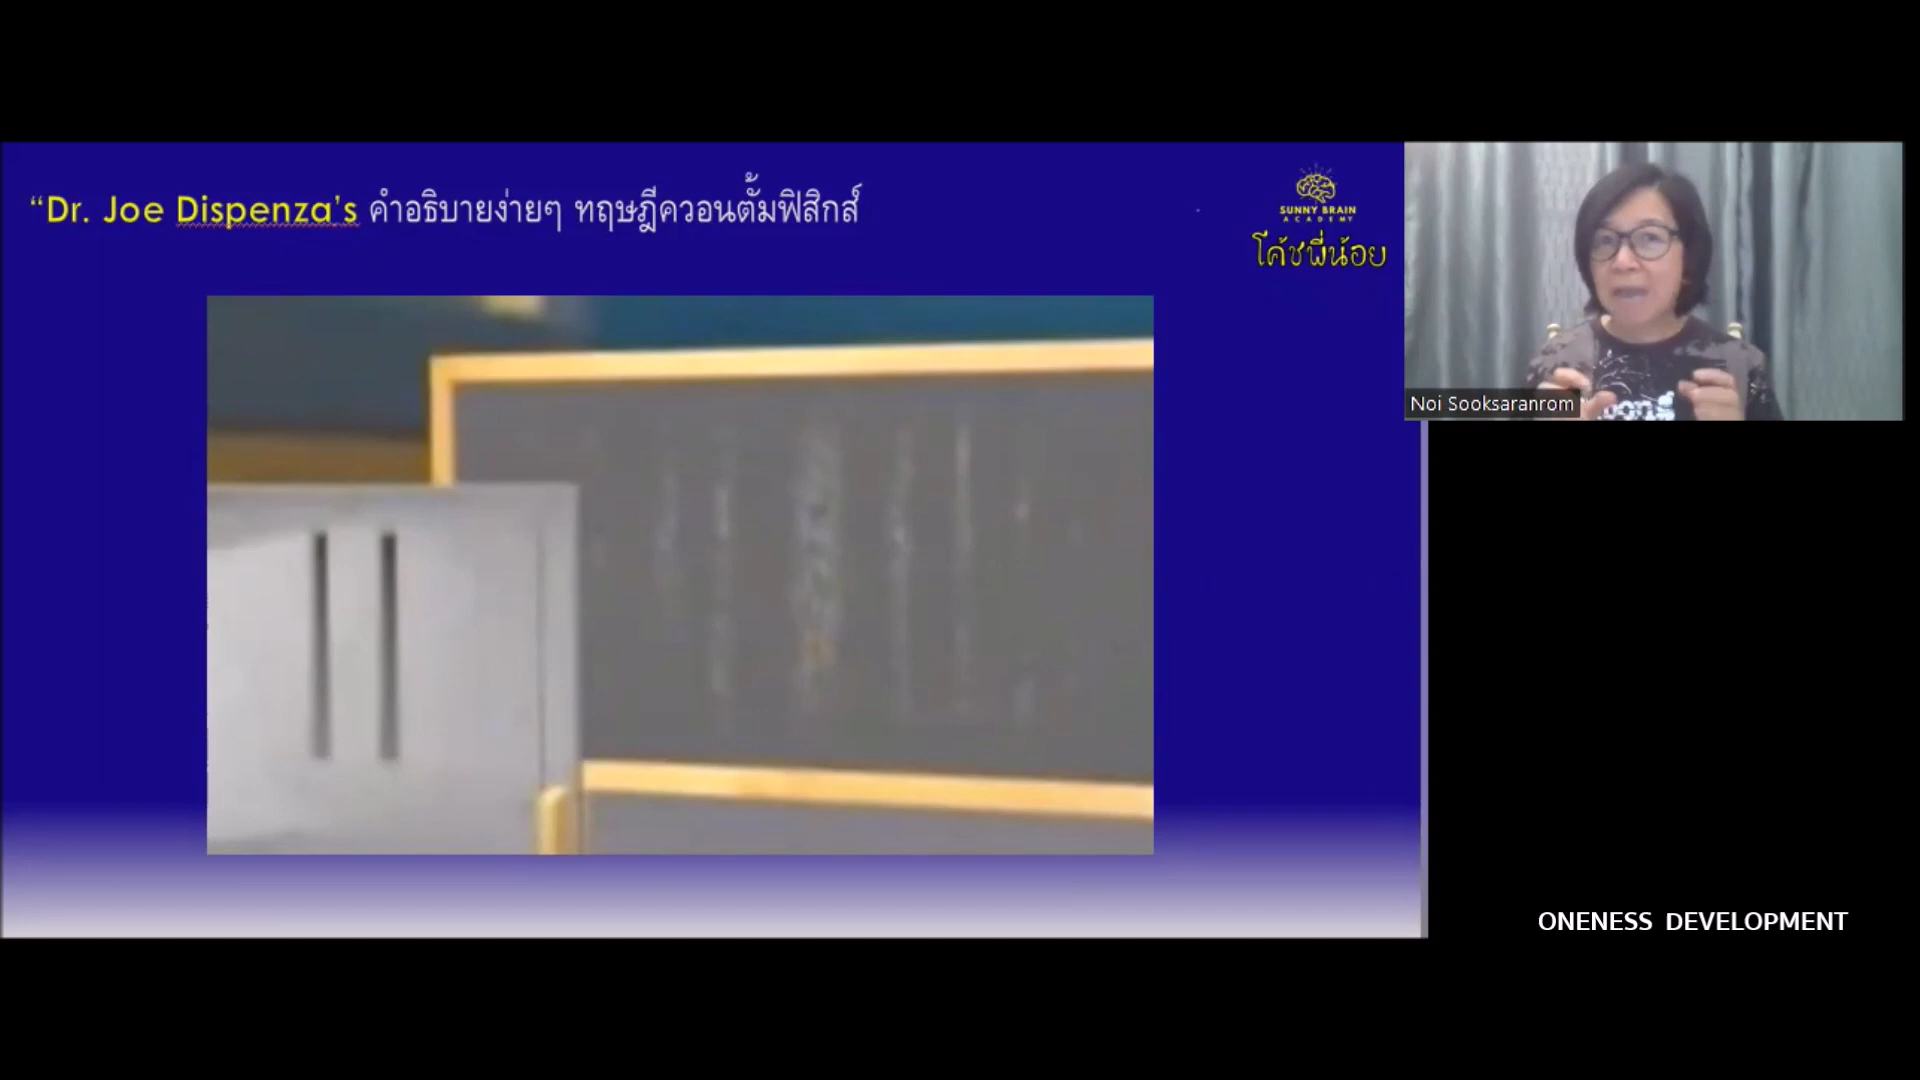 “Dr. Joe Dispenza’s คำอธิบายง่ายๆ ทฤษฎีควอนตั้มฟิสิกส์
SUNNY BRAIN
ACADEMY
โค้ชพี่น้อย
Noi Sooksaranrom
ONENESS DEVELOPMENT